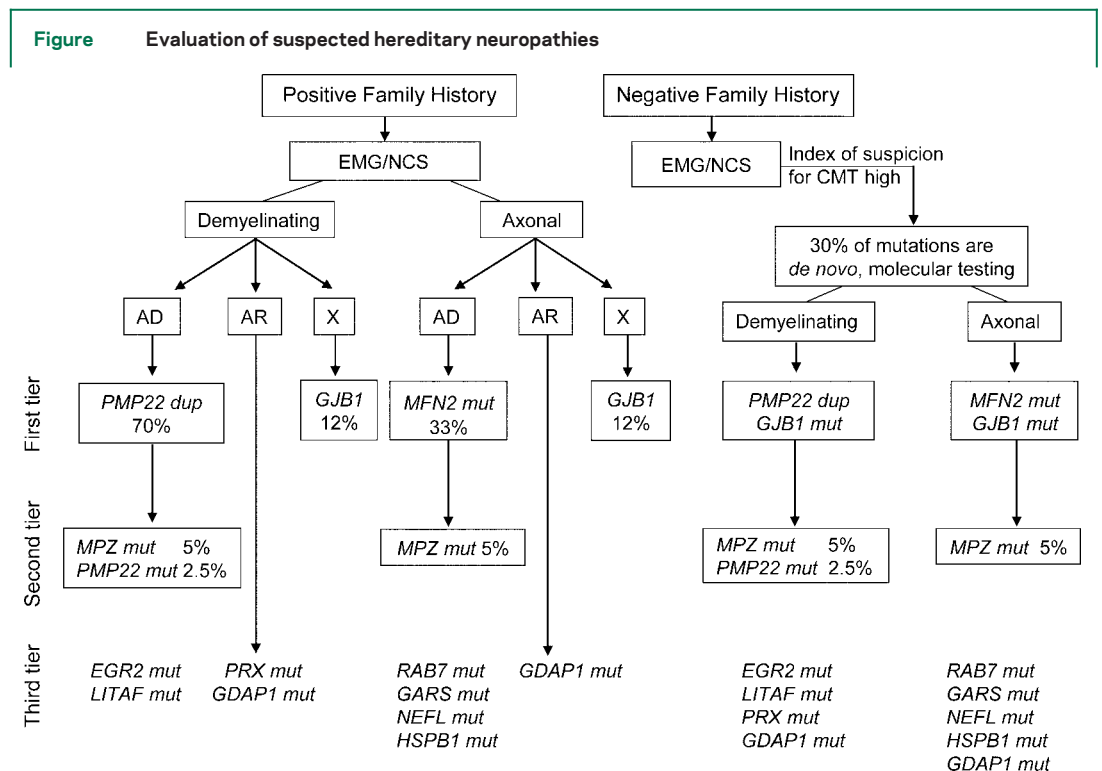 Figure Evaluation of suspected hereditary neuropathies
Positive Family History
Negative Family History
EMG/NCS
EMG/NCS
Index of suspicion
for CMT high
Demyelinating
Axonal
30% of mutations are
de novo, molecular testing
AD
AR
X
AD
AR
X
Demyelinating
Axonal
First tier
PMP22 dup
70%
GJB1
12%
MFN2 mut
33%
GJB1
12%
PMP22 dup
GJB1 mut
MFN2 mut
GJB1 mut
Second tier
MPZ mut 5%
PMP22 mut 2.5%
MPZ mut 5%
MPZ mut 5%
PMP22 mut 2.5%
MPZ mut 5%
Third tier
EGR2 mut
LITAF mut
PRX mut
GDAP1 mut
RAB7 mut
GARS mut
NEFL mut
HSPB1 mut
GDAP1 mut
EGR2 mut
LITAF mut
PRX mut
GDAP1 mut
RAB7 mut
GARS mut
NEFL mut
HSPB1 mut
GDAP1 mut